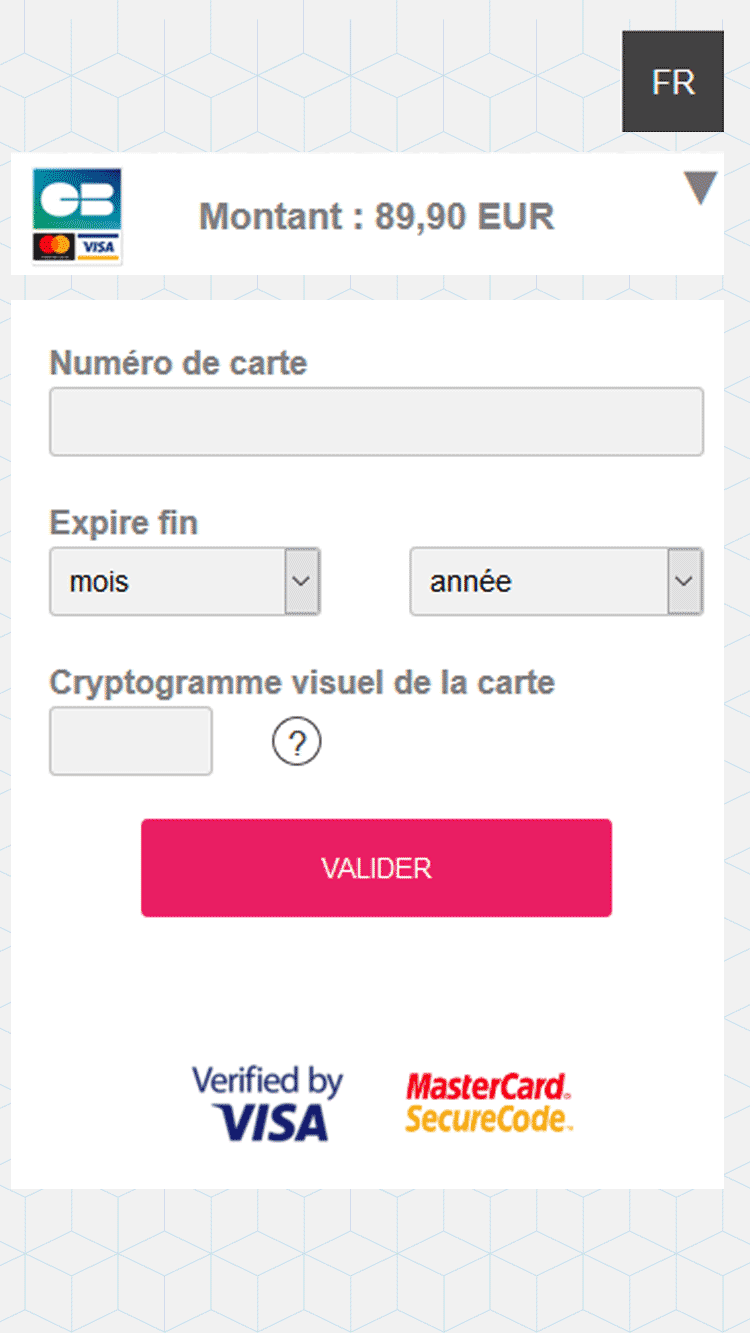 FR
CB
VISA
Montant : 89,90 EUR
Numéro de carte
Expire fin
mois
année
Cryptogramme visuel de la carte
?
VALIDER
Verified by
VISA
MasterCard.
SecureCode